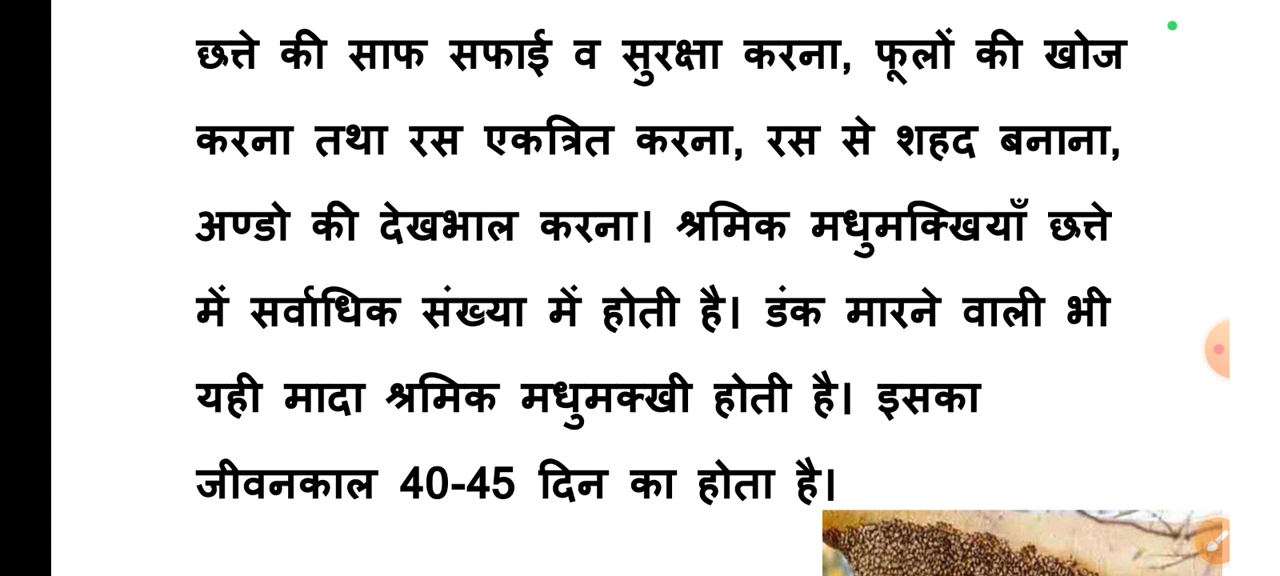 छत्ते की साफ सफाई व सुरक्षा करना, फूलों की खोज
करना तथा रस एकत्रित करना, रस से शहद बनाना,
अण्डो की देखभाल करना। श्रमिक मधुमक्खियाँ छत्ते
में सर्वाधिक संख्या में होती है। डंक मारने वाली भी
यही मादा श्रमिक मधुमक्खी होती है। इसका
जीवनकाल 40-45 दिन का होता है।